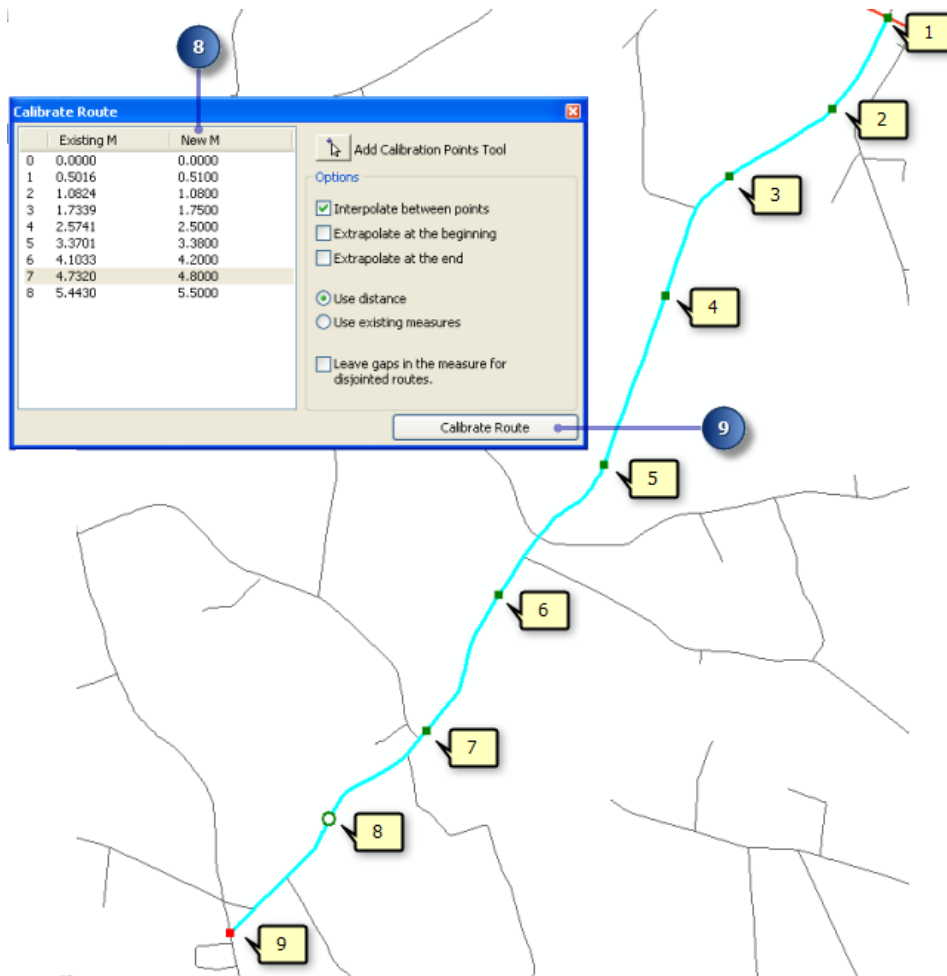 1
8
Calibrate Route
2
Existing M New M
Add Calibration Points Tool
0 0.0000 0.0000
1 0.5016 0.5100
2 1.0824 1.0800
3 1.7339 1.7500
4 2.5741 2.5000
5 3.3701 3.3800
6 4.1033 4.2000
7 4.7320 4.8000
8 5.4430 5.5000
Options
Interpolate between points
Extrapolate at the beginning
Extrapolate at the end
Use distance
Use existing measures
Leave gaps in the measure for
disjointed routes.
Calibrate Route
9
3
4
5
6
7
8
9